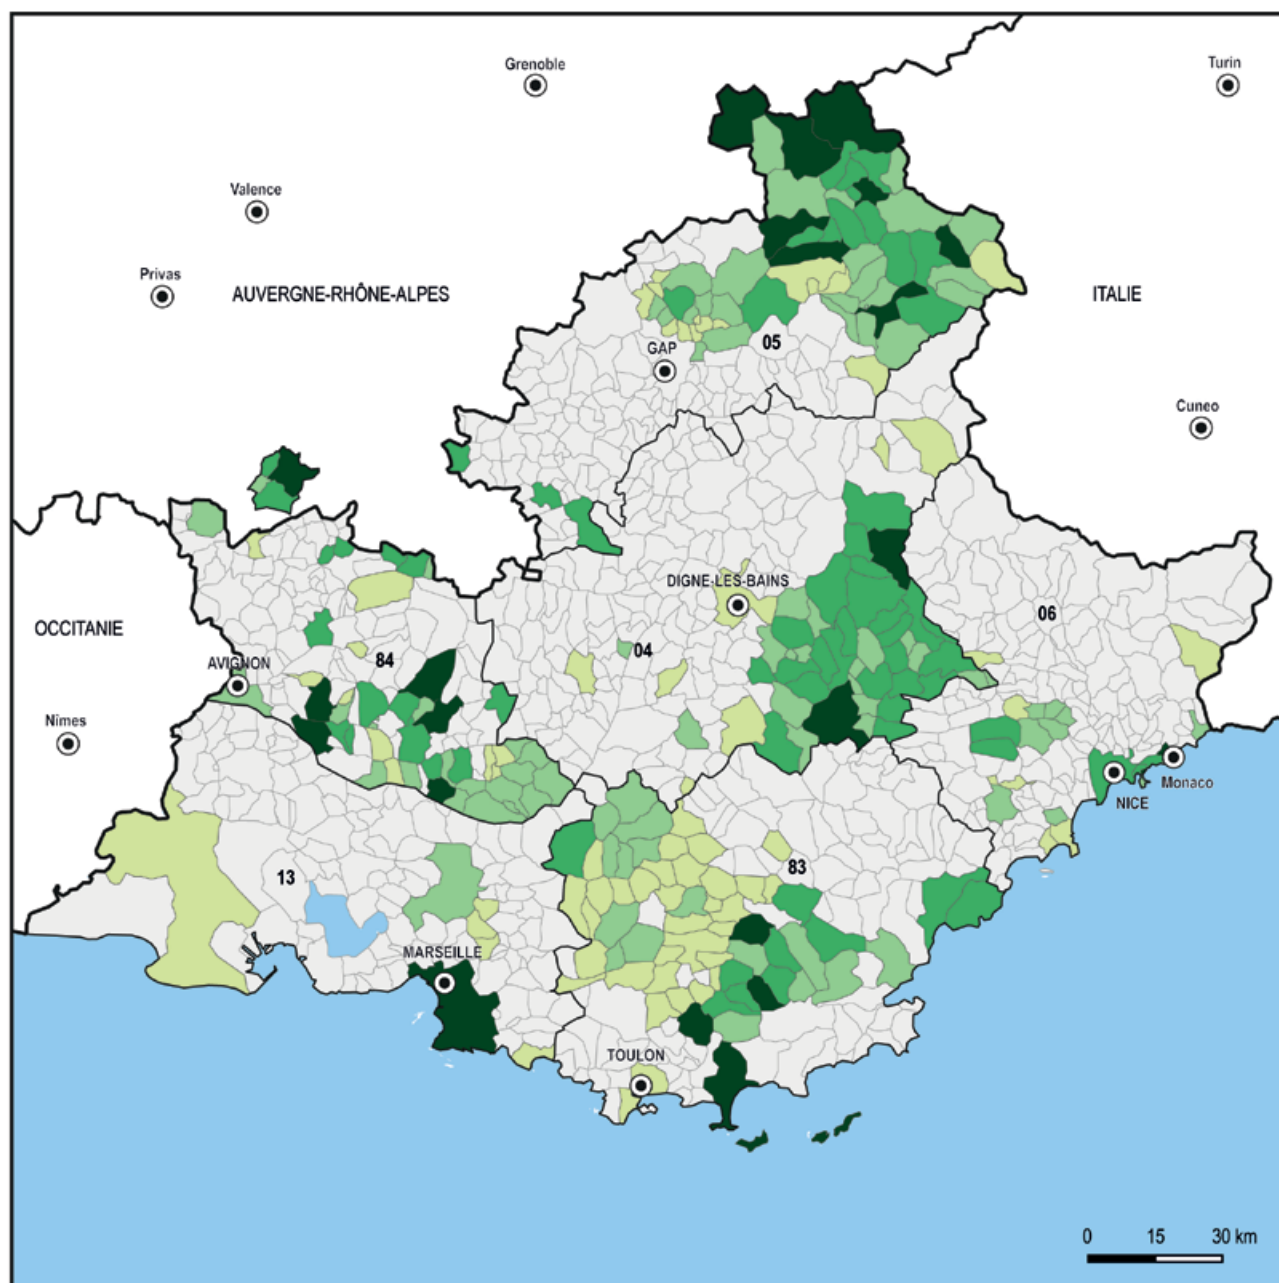 Grenoble
Turin
Valence
Privas
AUVERGNE-RHÔNE-ALPES
ITALIE
05
GAP
Cuneo
DIGNE-LES-BAINS
06
OCCITANIE
04
84
AVIGNON
Nîmes
Monaco
NICE
83
13
MARSEILLE
TOULON
0 15 30 km